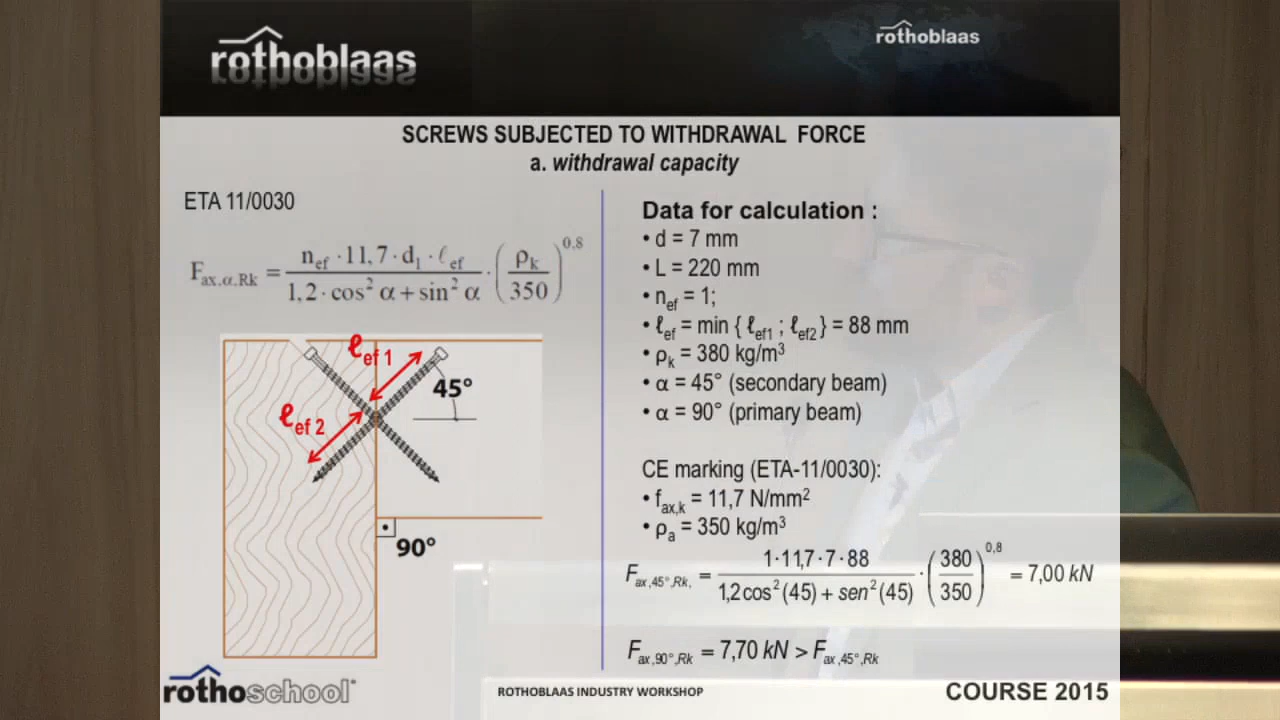 rothoblaas
rothoblaas
SCREWS SUBJECTED TO WITHDRAWAL FORCE
a. withdrawal capacity
ETA 11/0030
F_ax,α,Rk = (n_ef · 11,7 · d_1 · ℓ_ef) / (1,2 · cos² α + sin² α) · (ρ_k / 350)^0,8
ℓ_ef 1
45°
ℓ_ef 2
90°
Data for calculation :
• d = 7 mm
• L = 220 mm
• n_ef = 1;
• ℓ_ef = min { ℓ_ef1 ; ℓ_ef2 } = 88 mm
• ρ_k = 380 kg/m³
• α = 45° (secondary beam)
• α = 90° (primary beam)
CE marking (ETA-11/0030):
• f_ax,k = 11,7 N/mm²
• ρ_a = 350 kg/m³
F_ax,45°,Rk, = (1·11,7·7·88) / (1,2cos²(45) + sen²(45)) · (380 / 350)^0,8 = 7,00 kN
F_ax,90°,Rk = 7,70 kN > F_ax,45°,Rk
rothoschool
ROTHOBLAAS INDUSTRY WORKSHOP
COURSE 2015